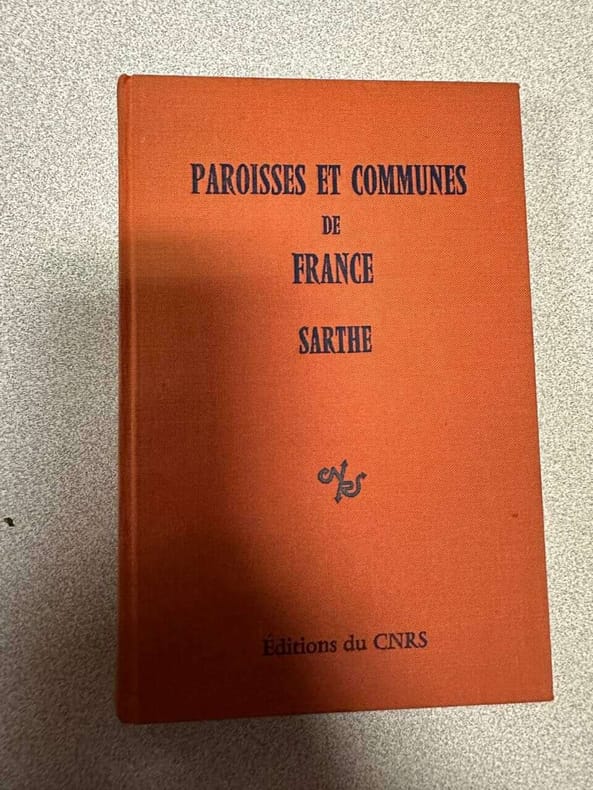 PAROISSES ET COMMUNES
DE
FRANCE
SARTHE
Éditions du CNRS